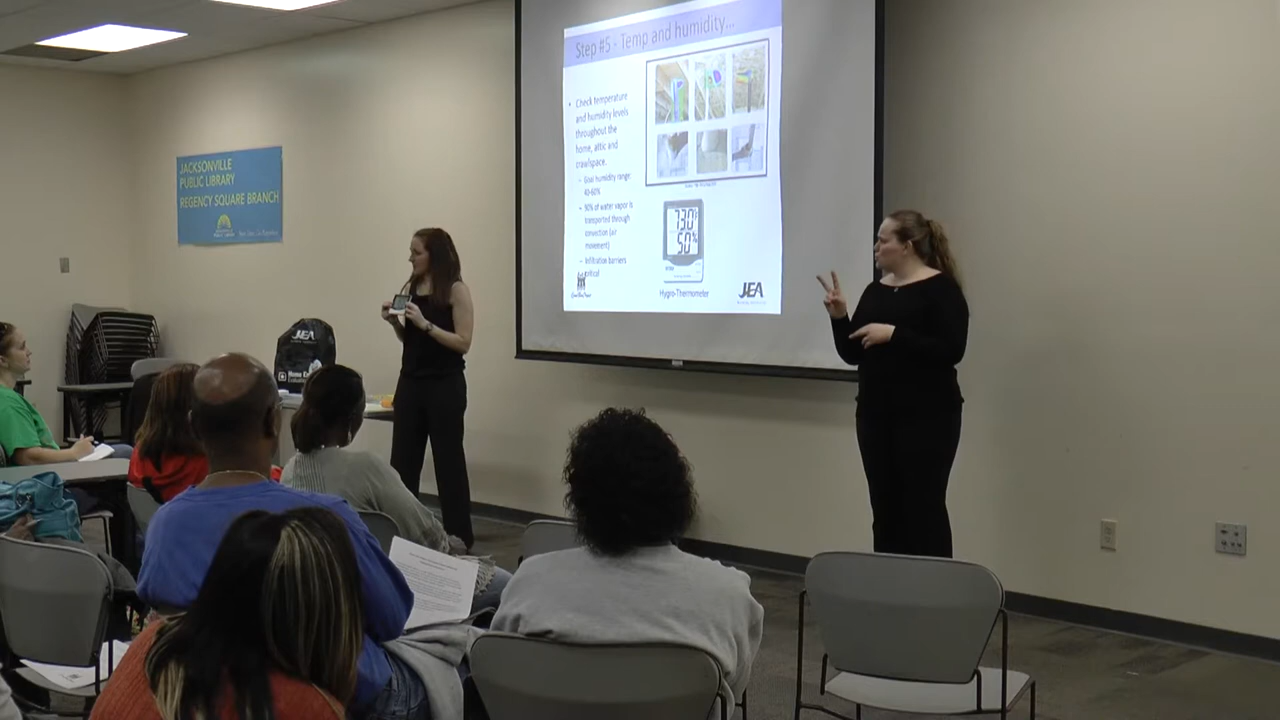 JACKSONVILLE
PUBLIC LIBRARY
REGENCY SQUARE BRANCH
JEA
Step #5 - Temp and humidity...
• Check temperature
and humidity levels
throughout the
home, attic and
crawlspace.
– Goal humidity range:
40-60%
– 90% of water vapor is
transported through
convection (air
movement)
– Infiltration barriers
critical
73.0
50%
Hygro-Thermometer
JEA